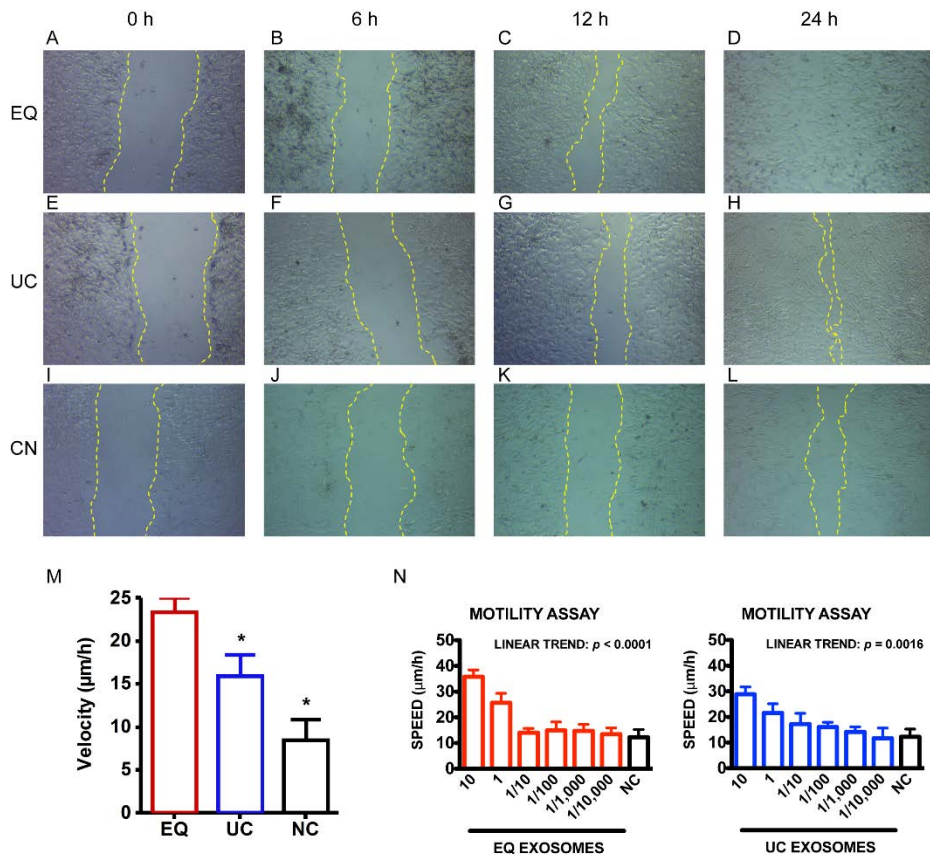 0 h 6 h 12 h 24 h
A B C D
EQ
E F G H
UC
I J K L
CN
M
N
25
20
15
10
5
0
Velocity (µm/h)
*
*
EQ UC NC
MOTILITY ASSAY
LINEAR TREND: p < 0.0001
50
40
30
20
10
0
SPEED (µm/h)
10 1 1/10 1/100 1/1,000 1/10,000 NC
EQ EXOSOMES
MOTILITY ASSAY
LINEAR TREND: p = 0.0016
50
40
30
20
10
0
SPEED (µm/h)
10 1 1/10 1/100 1/1,000 1/10,000 NC
UC EXOSOMES